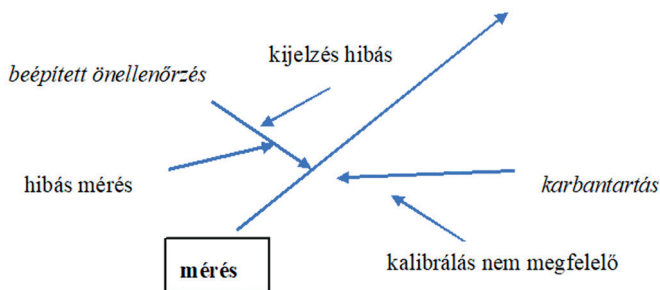 kijelzés hibás
beépített önellenőrzés
hibás mérés
karbantartás
mérés
kalibrálás nem megfelelő